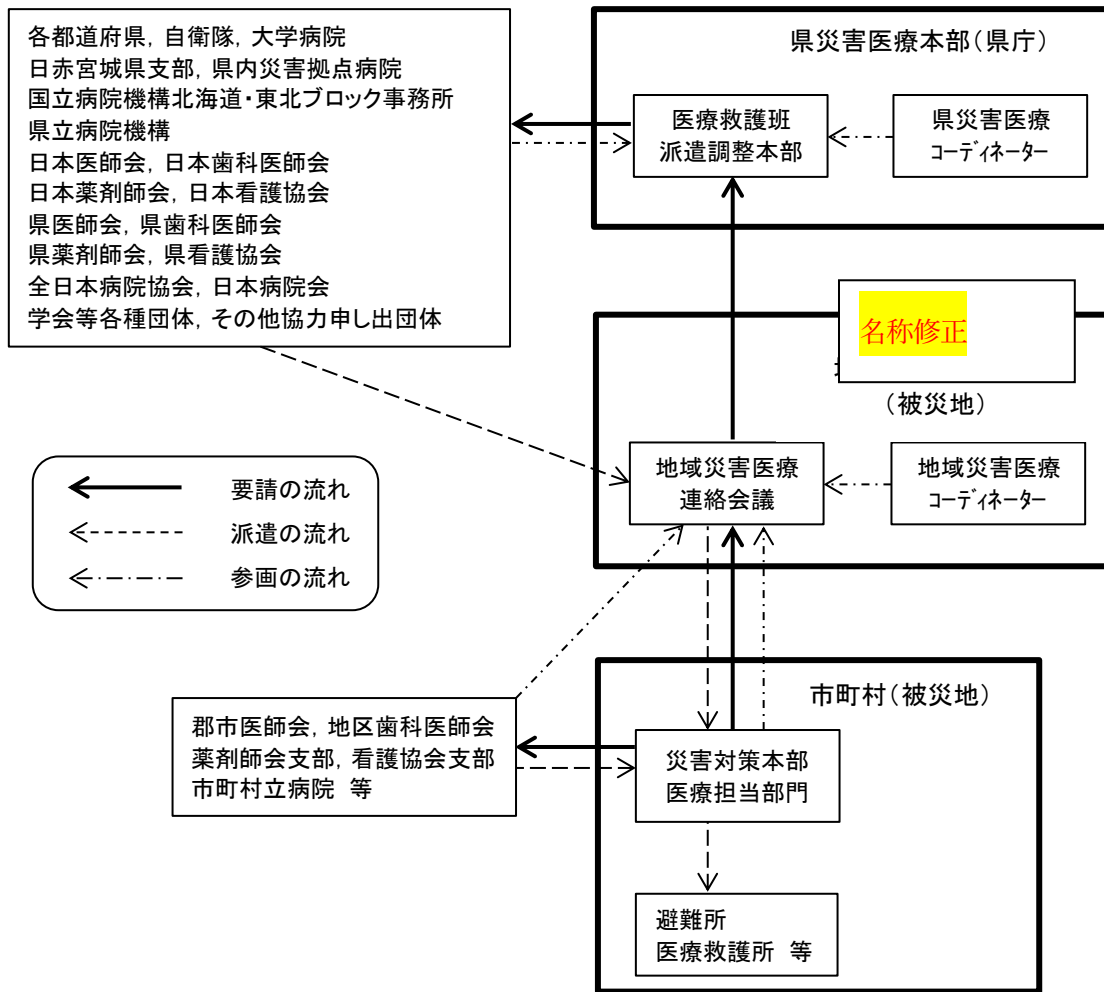 各都道府県，自衛隊，大学病院
日赤宮城県支部，県内災害拠点病院
国立病院機構北海道・東北ブロック事務所
県立病院機構
日本医師会，日本歯科医師会
日本薬剤師会，日本看護協会
県医師会，県歯科医師会
県薬剤師会，県看護協会
全日本病院協会，日本病院会
学会等各種団体，その他協力申し出団体
県災害医療本部（県庁）
医療救護班
派遣調整本部
県災害医療
ｺｰﾃﾞｨﾈｰﾀｰ
名称修正
（被災地）
地域災害医療
連絡会議
地域災害医療
ｺｰﾃﾞｨﾈｰﾀｰ
要請の流れ
派遣の流れ
参画の流れ
市町村（被災地）
郡市医師会，地区歯科医師会
薬剤師会支部，看護協会支部
市町村立病院　等
災害対策本部
医療担当部門
避難所
医療救護所　等